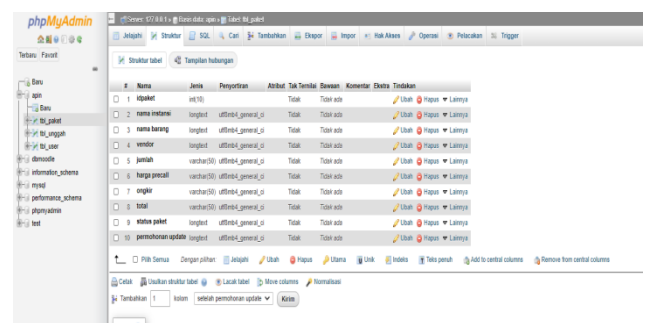 phpMyAdmin
Terbaru Favorit
Baru
apin
Baru
tbl_paket
tbl_unggah
tbl_user
dbmoodle
information_schema
mysql
performance_schema
phpmyadmin
test
Server: 127.0.0.1 » Basis data: apin » Tabel: tbl_paket
Jelajahi Struktur SQL Cari Tambahkan Ekspor Impor Hak Akses Operasi Pelacakan Trigger
Struktur tabel Tampilan hubungan
# Nama Jenis Penyortiran Atribut Tak Ternilai Bawaan Komentar Ekstra Tindakan
1 idpaket int(10) Tidak Tidak ada Ubah Hapus Lainnya
2 nama instansi longtext utf8mb4_general_ci Tidak Tidak ada Ubah Hapus Lainnya
3 nama barang longtext utf8mb4_general_ci Tidak Tidak ada Ubah Hapus Lainnya
4 vendor longtext utf8mb4_general_ci Tidak Tidak ada Ubah Hapus Lainnya
5 jumlah varchar(50) utf8mb4_general_ci Tidak Tidak ada Ubah Hapus Lainnya
6 harga precall varchar(50) utf8mb4_general_ci Tidak Tidak ada Ubah Hapus Lainnya
7 ongkir varchar(50) utf8mb4_general_ci Tidak Tidak ada Ubah Hapus Lainnya
8 total varchar(50) utf8mb4_general_ci Tidak Tidak ada Ubah Hapus Lainnya
9 status paket longtext utf8mb4_general_ci Tidak Tidak ada Ubah Hapus Lainnya
10 permohonan update longtext utf8mb4_general_ci Tidak Tidak ada Ubah Hapus Lainnya
Pilih Semua Dengan pilihan: Jelajahi Ubah Hapus Utama Unik Indeks Teks penuh Add to central columns Remove from central columns
Cetak Usulkan struktur tabel Lacak tabel Move columns Normalisasi
Tambahkan 1 kolom setelah permohonan update Kirim